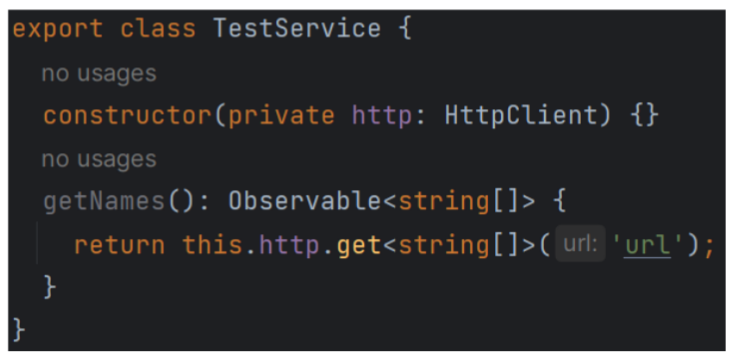 export class TestService {
no usages
constructor(private http: HttpClient) {}
no usages
getNames(): Observable<string[]> {
return this.http.get<string[]>( url: 'url');
}
}